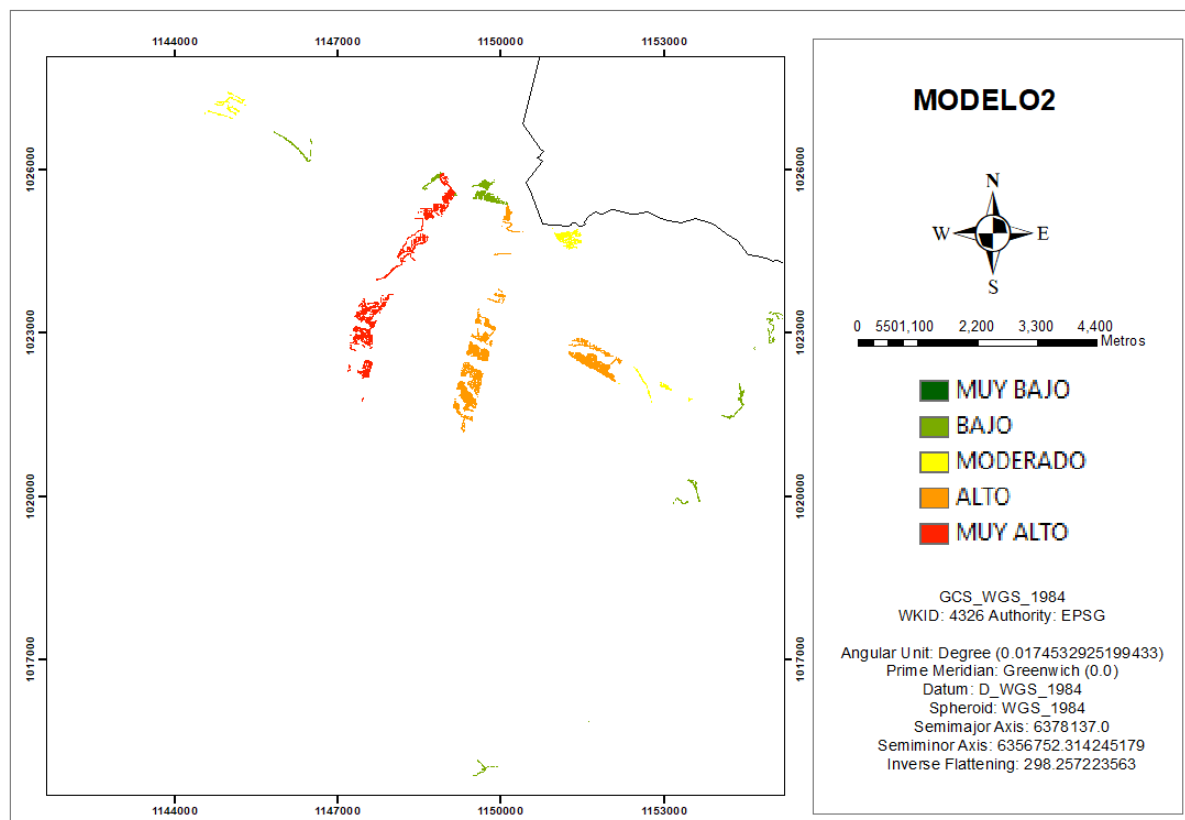 1144000 1147000 1150000 1153000
1026000 1026000
1023000 1023000
1020000 1020000
1017000 1017000
1144000 1147000 1150000 1153000
MODELO2
N
W E
S
0 550 1,100 2,200 3,300 4,400
Metros
MUY BAJO
BAJO
MODERADO
ALTO
MUY ALTO
GCS_WGS_1984
WKID: 4326 Authority: EPSG
Angular Unit: Degree (0.0174532925199433)
Prime Meridian: Greenwich (0.0)
Datum: D_WGS_1984
Spheroid: WGS_1984
Semimajor Axis: 6378137.0
Semiminor Axis: 6356752.314245179
Inverse Flattening: 298.257223563